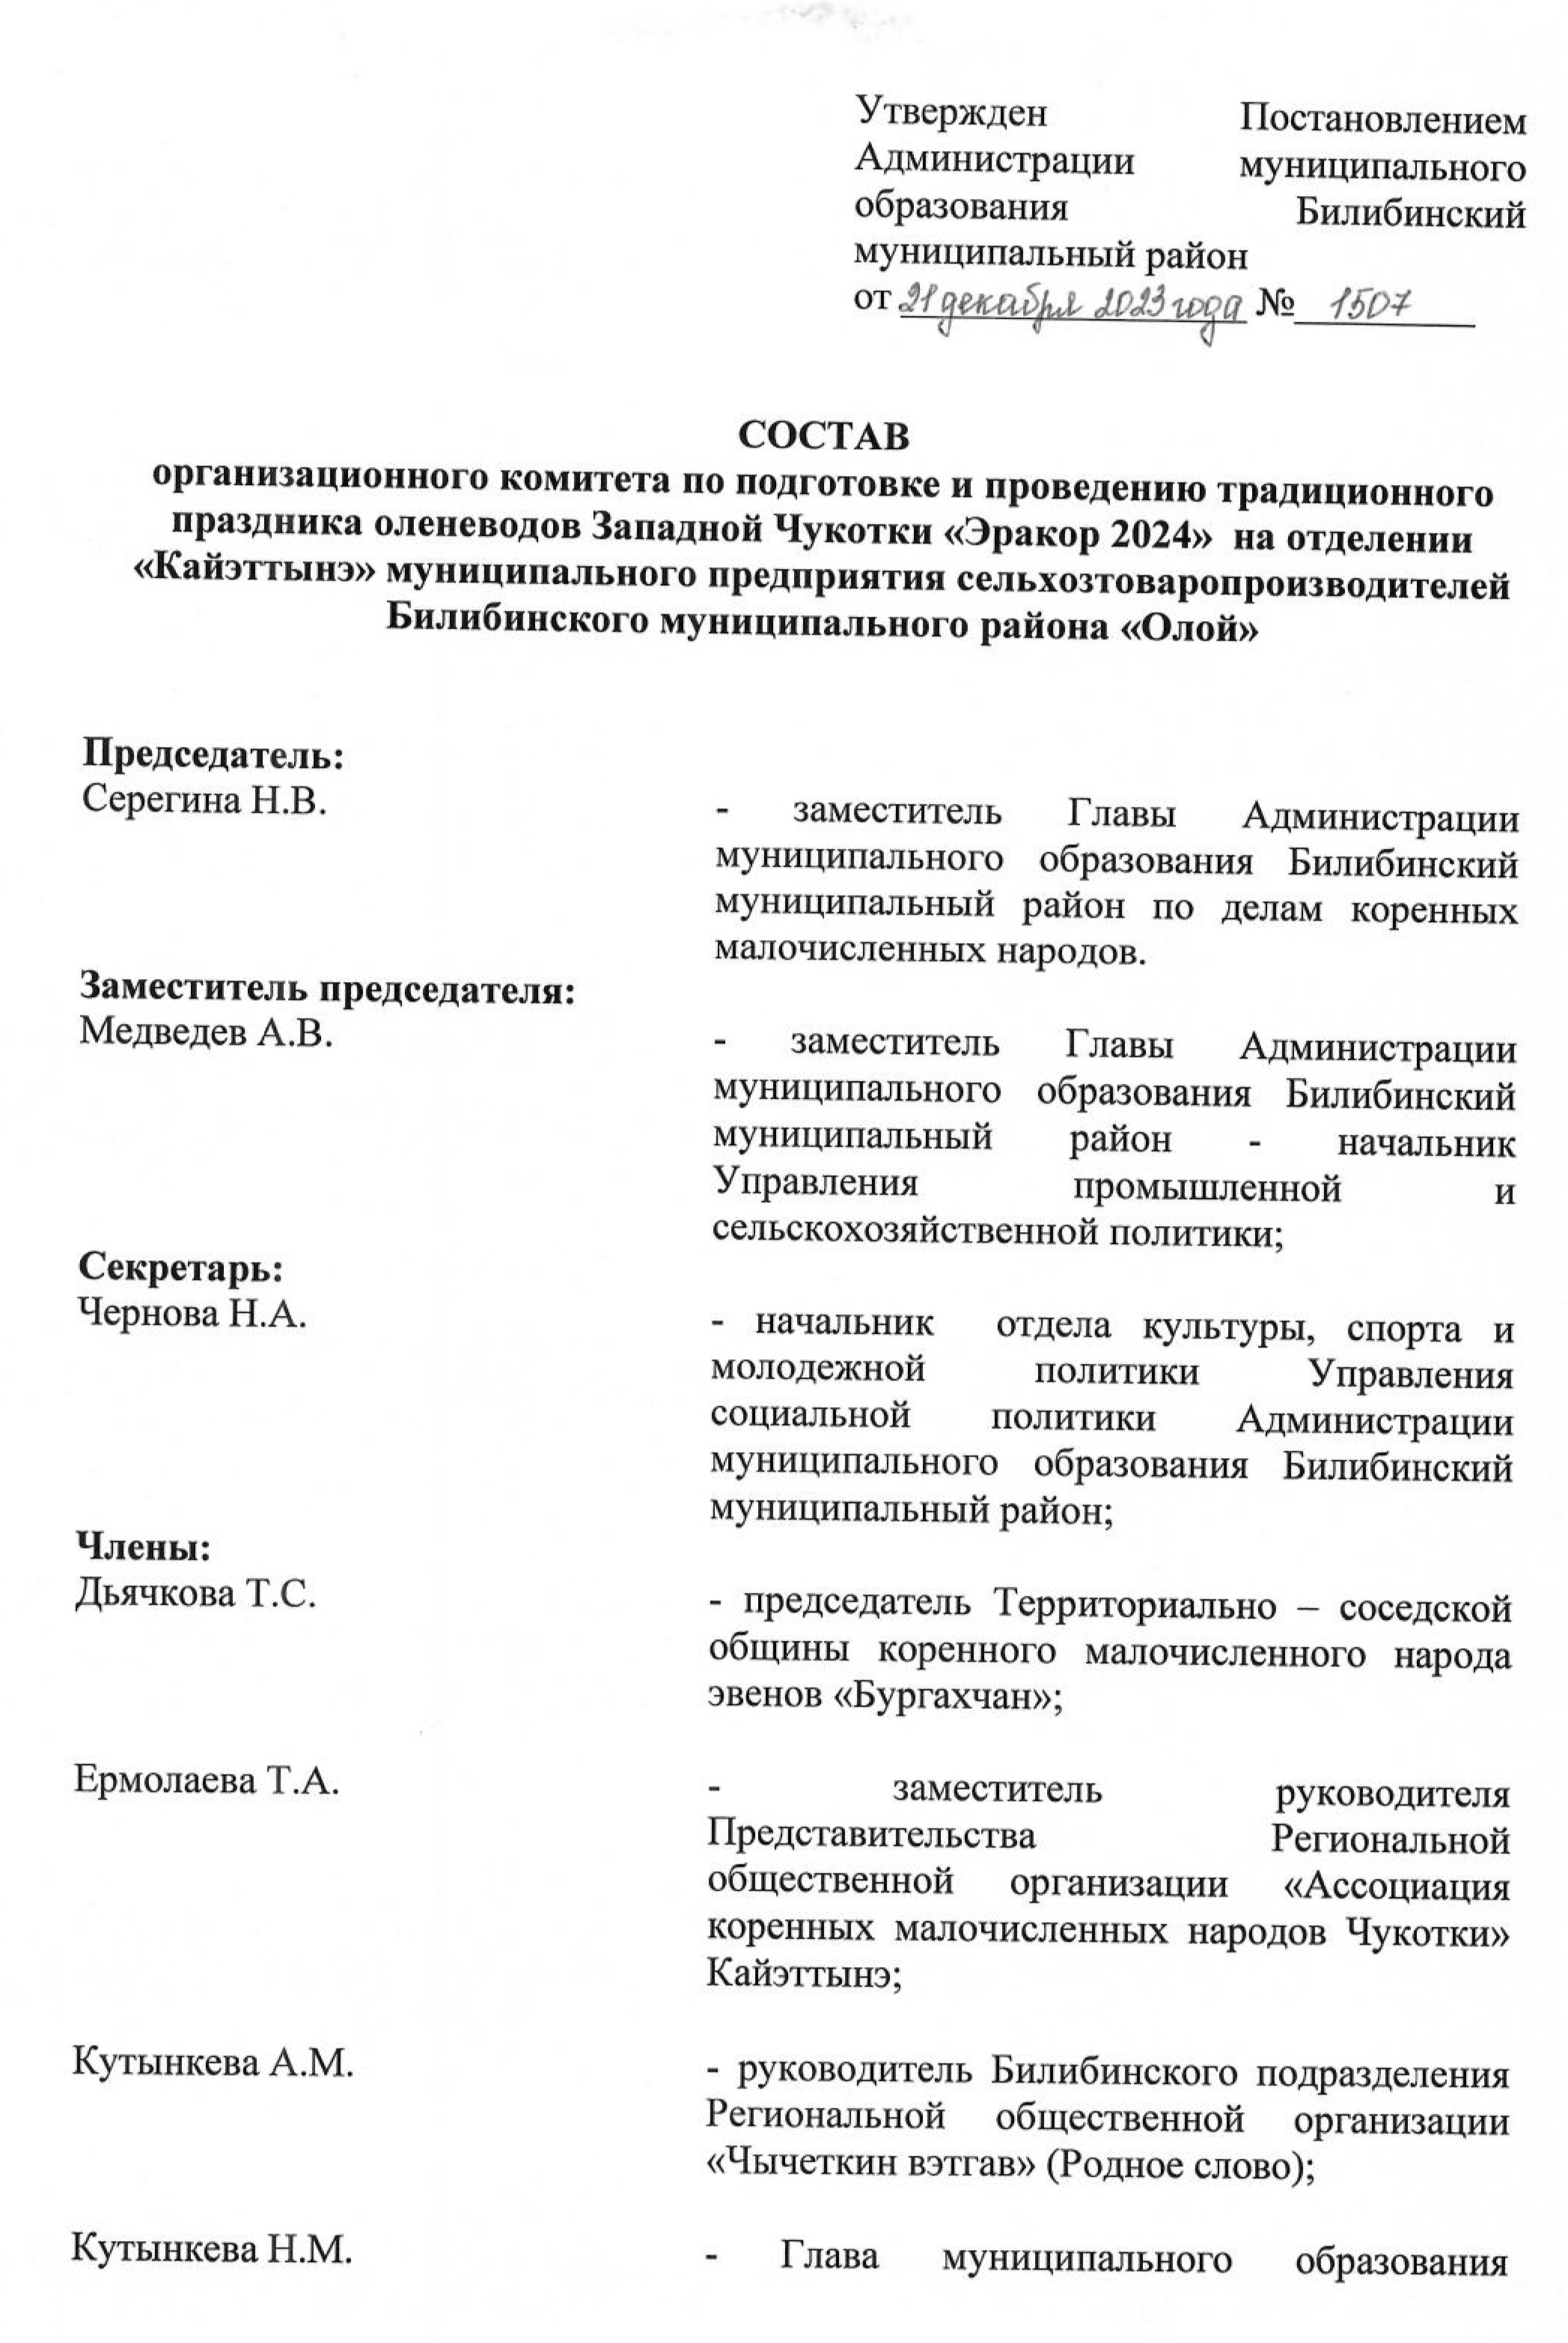 Утвержден Постановлением
Администрации муниципального
образования Билибинский
муниципальный район
от 21 декабря 2023 года № 1507
СОСТАВ
организационного комитета по подготовке и проведению традиционного
праздника оленеводов Западной Чукотки «Эракор 2024» на отделении
«Кайэттынэ» муниципального предприятия сельхозтоваропроизводителей
Билибинского муниципального района «Олой»
Председатель:
Серегина Н.В.
- заместитель Главы Администрации
муниципального образования Билибинский
муниципальный район по делам коренных
малочисленных народов.
Заместитель председателя:
Медведев А.В.
- заместитель Главы Администрации
муниципального образования Билибинский
муниципальный район - начальник
Управления промышленной и
сельскохозяйственной политики;
Секретарь:
Чернова Н.А.
- начальник отдела культуры, спорта и
молодежной политики Управления
социальной политики Администрации
муниципального образования Билибинский
муниципальный район;
Члены:
Дьячкова Т.С.
- председатель Территориально – соседской
общины коренного малочисленного народа
эвенов «Бургахчан»;
Ермолаева Т.А.
- заместитель руководителя
Представительства Региональной
общественной организации «Ассоциация
коренных малочисленных народов Чукотки»
Кайэттынэ;
Кутынкева А.М.
- руководитель Билибинского подразделения
Региональной общественной организации
«Чычеткин вэтгав» (Родное слово);
Кутынкева Н.М.
- Глава муниципального образования